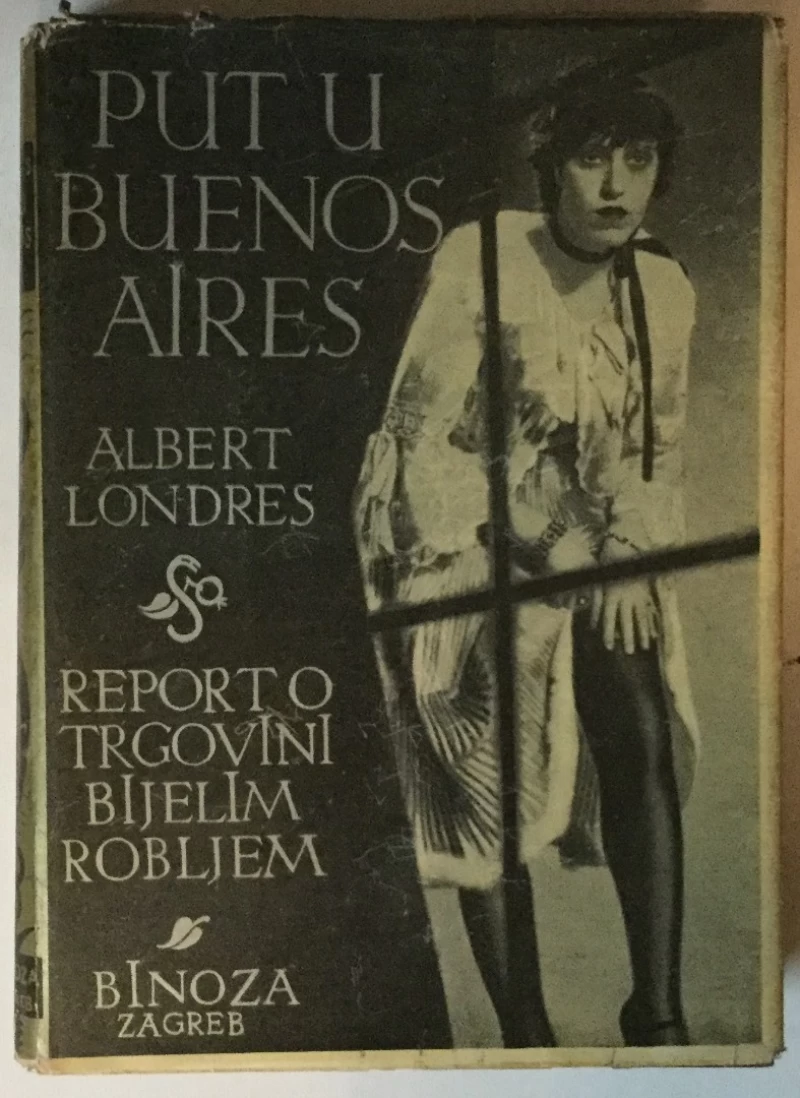 PUT U
BUENOS
AIRES
ALBERT
LONDRES
REPORT O
TRGOVINI
BIJELIM
ROBLJEM
BINOZA
ZAGREB